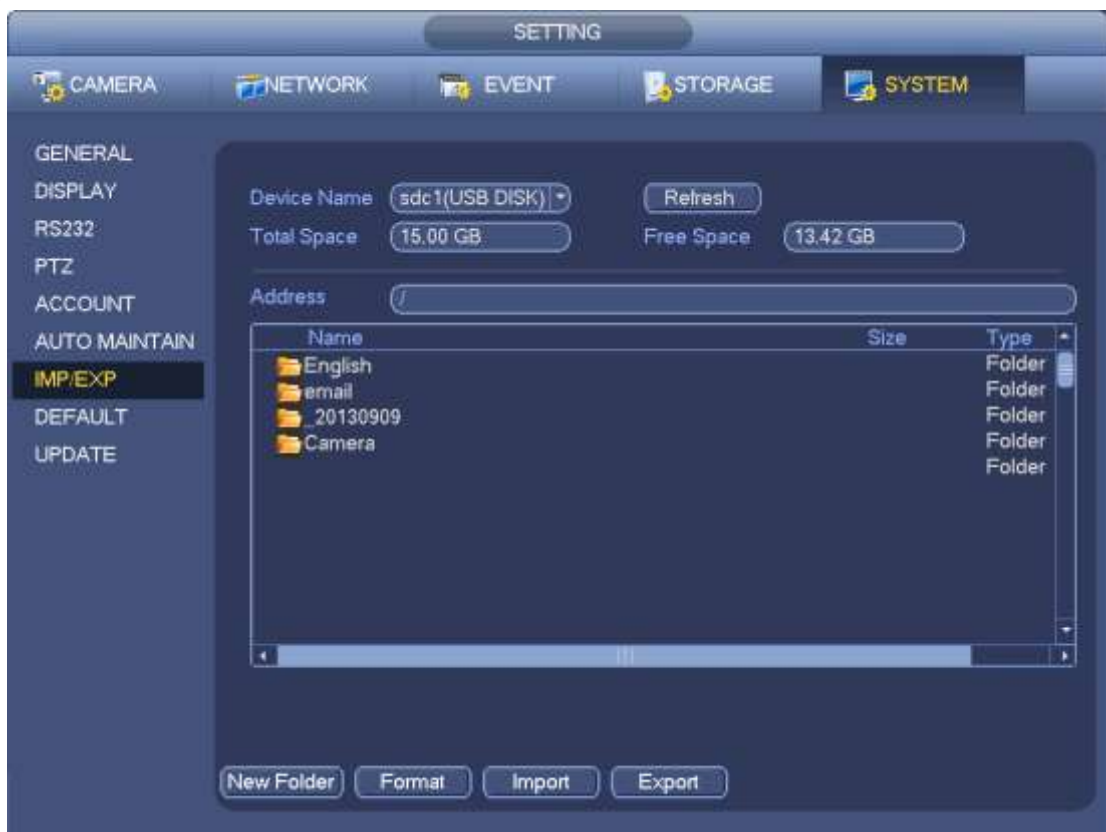 SETTING
CAMERA NETWORK EVENT STORAGE SYSTEM
GENERAL
DISPLAY
RS232
PTZ
ACCOUNT
AUTO MAINTAIN
IMP/EXP
DEFAULT
UPDATE
Device Name sdc1(USB DISK) Refresh
Total Space 15.00 GB Free Space 13.42 GB
Address /
Name Size Type
English Folder
email Folder
_20130909 Folder
Camera Folder
Folder
New Folder Format Import Export